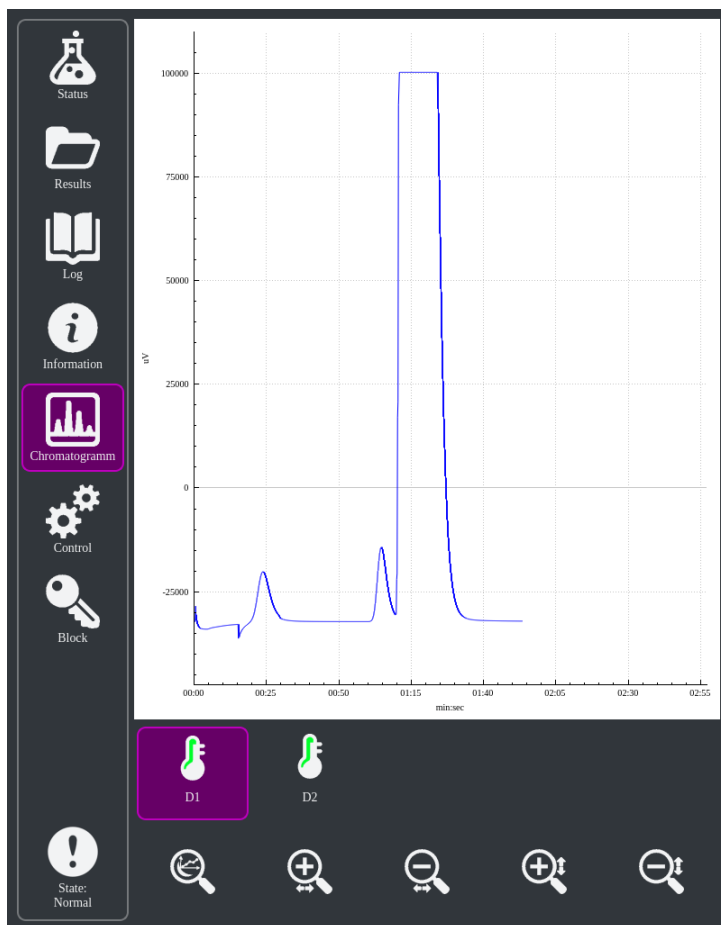 Status
Results
Log
Information
Chromatogramm
Control
Block
State:
Normal
100000
75000
50000
25000
0
-25000
uV
00:00 00:25 00:50 01:15 01:40 02:05 02:30 02:55
min:sec
D1 D2